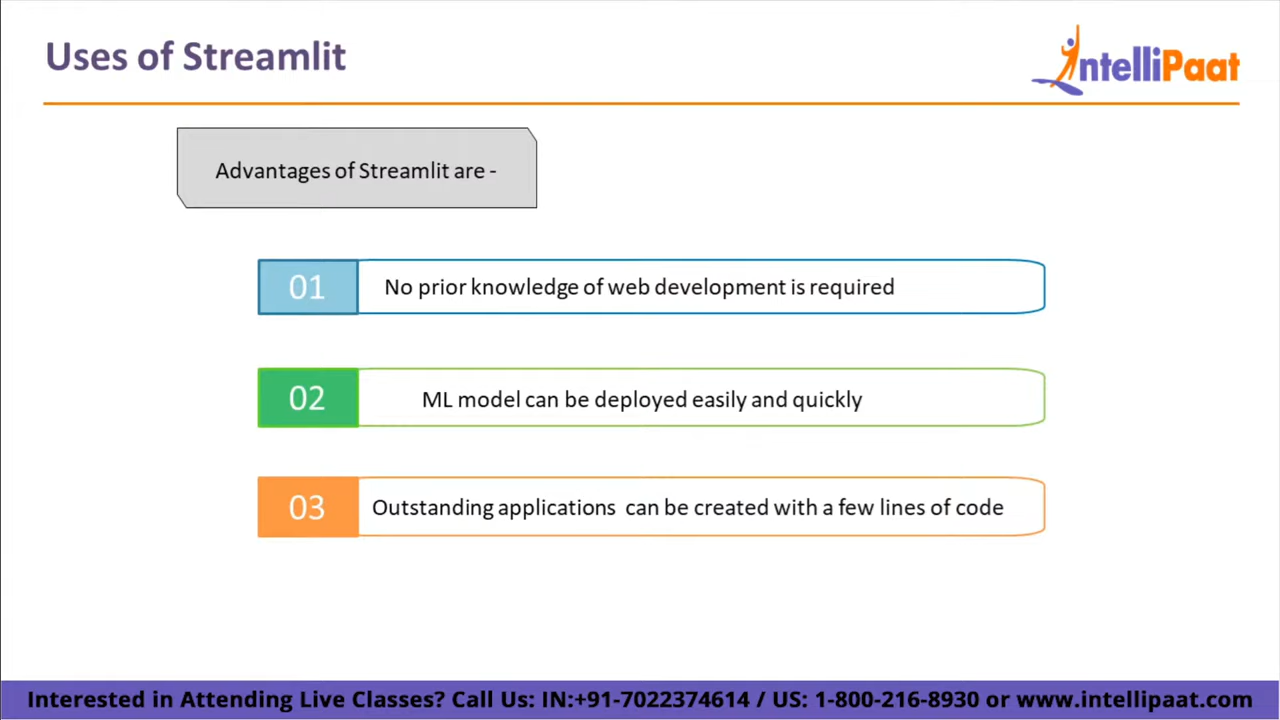 Uses of Streamlit
IntelliPaat
Advantages of Streamlit are -
01
No prior knowledge of web development is required
02
ML model can be deployed easily and quickly
03
Outstanding applications can be created with a few lines of code
Interested in Attending Live Classes? Call Us: IN:+91-7022374614 / US: 1-800-216-8930 or www.intellipaat.com